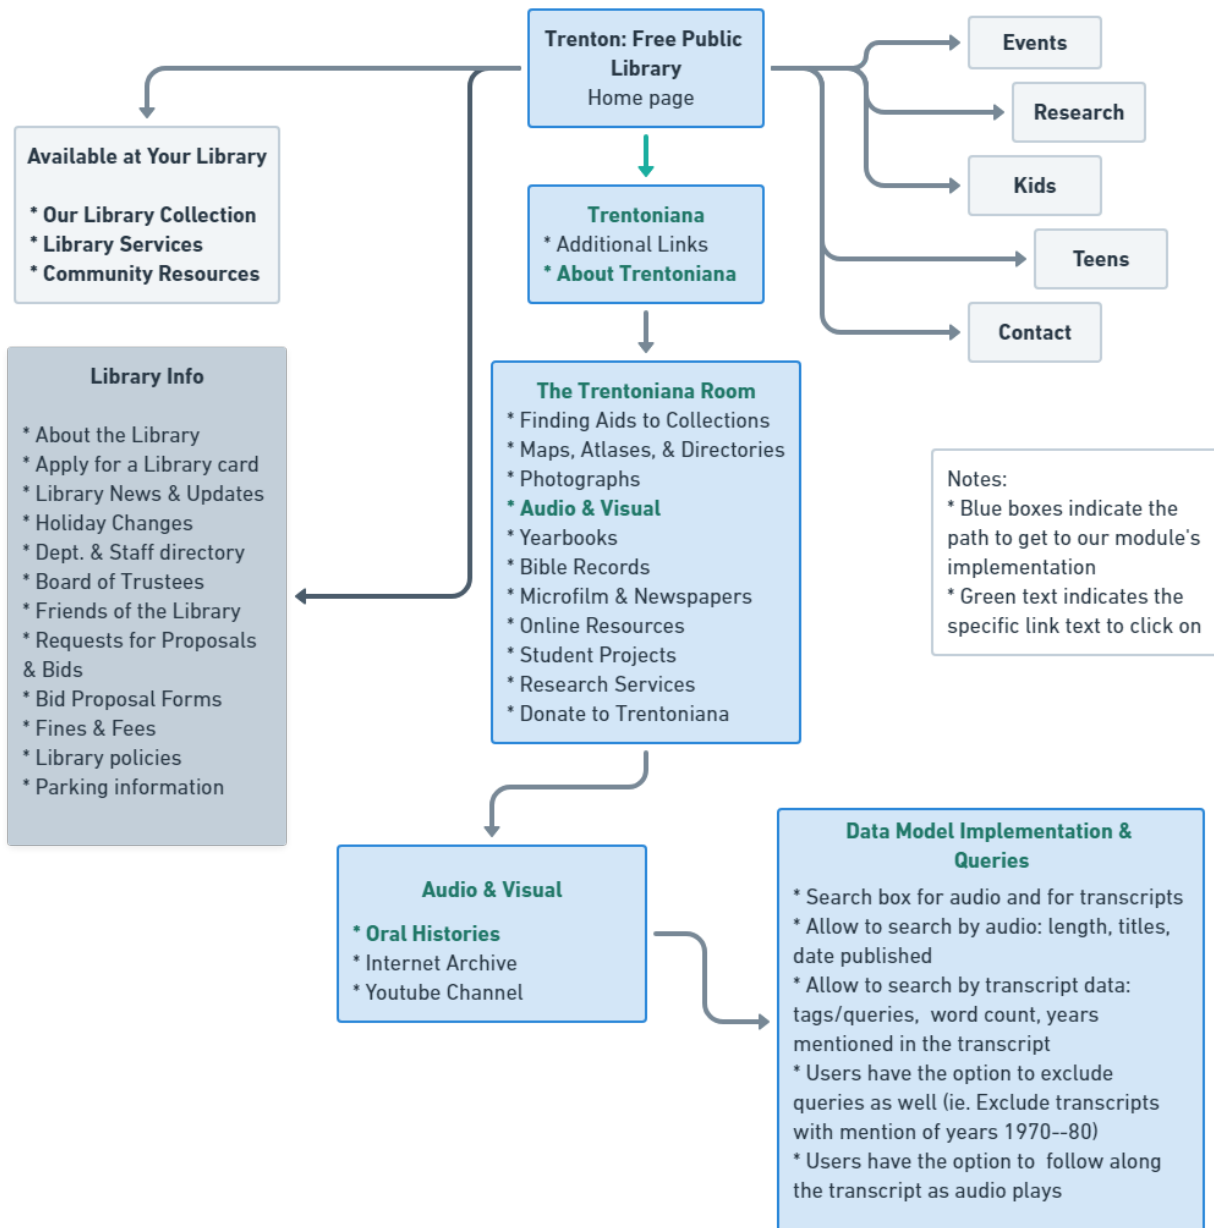 Trenton: Free Public
Library
Home page
Events
Research
Kids
Teens
Contact
Available at Your Library
* Our Library Collection
* Library Services
* Community Resources
Trentoniana
* Additional Links
* About Trentoniana
Library Info
* About the Library
* Apply for a Library card
* Library News & Updates
* Holiday Changes
* Dept. & Staff directory
* Board of Trustees
* Friends of the Library
* Requests for Proposals
& Bids
* Bid Proposal Forms
* Fines & Fees
* Library policies
* Parking information
The Trentoniana Room
* Finding Aids to Collections
* Maps, Atlases, & Directories
* Photographs
* Audio & Visual
* Yearbooks
* Bible Records
* Microfilm & Newspapers
* Online Resources
* Student Projects
* Research Services
* Donate to Trentoniana
Notes:
* Blue boxes indicate the
path to get to our module's
implementation
* Green text indicates the
specific link text to click on
Audio & Visual
* Oral Histories
* Internet Archive
* Youtube Channel
Data Model Implementation &
Queries
* Search box for audio and for transcripts
* Allow to search by audio: length, titles,
date published
* Allow to search by transcript data:
tags/queries,  word count, years
mentioned in the transcript
* Users have the option to exclude
queries as well (ie. Exclude transcripts
with mention of years 1970--80)
* Users have the option to  follow along
the transcript as audio plays